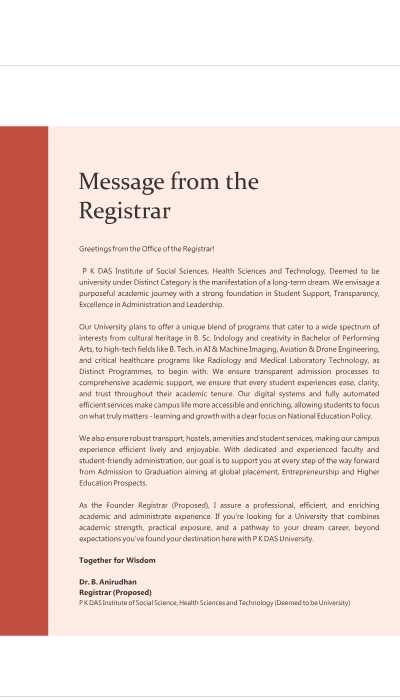 Message from the
Registrar
Greetings from the Office of the Registrar!
P K DAS Institute of Social Sciences, Health Sciences and Technology, Deemed to be
university under Distinct Category is the manifestation of a long-term dream. We envisage a
purposeful academic journey with a strong foundation in Student Support, Transparency,
Excellence in Administration and Leadership.
Our University plans to offer a unique blend of programs that cater to a wide spectrum of
interests from cultural heritage in B. Sc. Indology and creativity in Bachelor of Performing
Arts, to high-tech fields like B. Tech. in AI & Machine Imaging, Aviation & Drone Engineering,
and critical healthcare programs like Radiology and Medical Laboratory Technology, as
Distinct Programmes, to begin with. We ensure transparent admission processes to
comprehensive academic support, we ensure that every student experiences ease, clarity,
and trust throughout their academic tenure. Our digital systems and fully automated
efficient services make campus life more accessible and enriching, allowing students to focus
on what truly matters - learning and growth with a clear focus on National Education Policy.
We also ensure robust transport, hostels, amenities and student services, making our campus
experience efficient lively and enjoyable. With dedicated and experienced faculty and
student-friendly administration, our goal is to support you at every step of the way forward
from Admission to Graduation aiming at global placement, Entrepreneurship and Higher
Education Prospects.
As the Founder Registrar (Proposed), I assure a professional, efficient, and enriching
academic and administrate experience. If you're looking for a University that combines
academic strength, practical exposure, and a pathway to your dream career, beyond
expectations you've found your destination here with P K DAS University.
Together for Wisdom
Dr. B. Anirudhan
Registrar (Proposed)
P K DAS Institute of Social Science, Health Sciences and Technology (Deemed to be University)